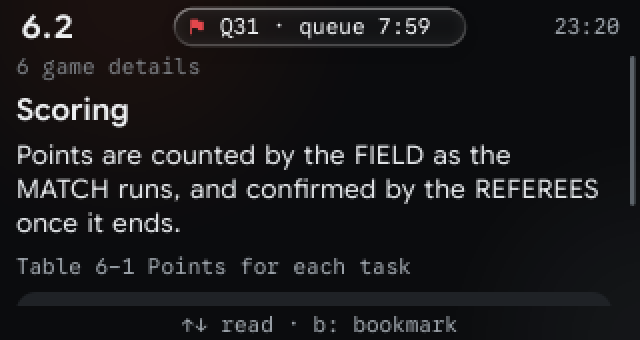 6.2
Q31 · queue 7:59
23:20
6 game details
Scoring
Points are counted by the FIELD as the
MATCH runs, and confirmed by the REFEREES
once it ends.
Table 6-1 Points for each task
↑↓ read · b: bookmark